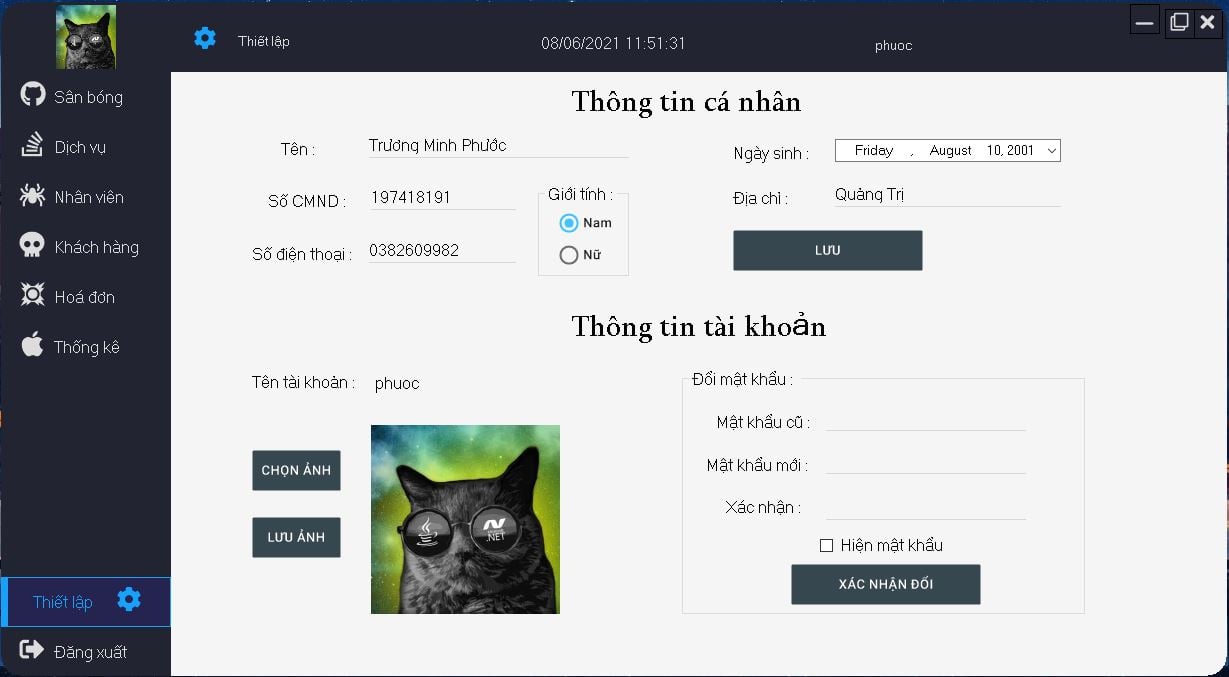 Thiết lập
08/06/2021 11:51:31
phuoc
Sân bóng
Dịch vụ
Nhân viên
Khách hàng
Hoá đơn
Thống kê
Thiết lập
Đăng xuất
Thông tin cá nhân
Tên :
Trương Minh Phước
Ngày sinh :
Friday , August 10, 2001
Số CMND :
197418191
Giới tính :
Nam
Nữ
Địa chỉ :
Quảng Trị
Số điện thoại :
0382609982
LƯU
Thông tin tài khoản
Tên tài khoản :
phuoc
CHỌN ẢNH
LƯU ẢNH
.NET
Đổi mật khẩu :
Mật khẩu cũ :
Mật khẩu mới :
Xác nhận :
Hiện mật khẩu
XÁC NHẬN ĐỔI